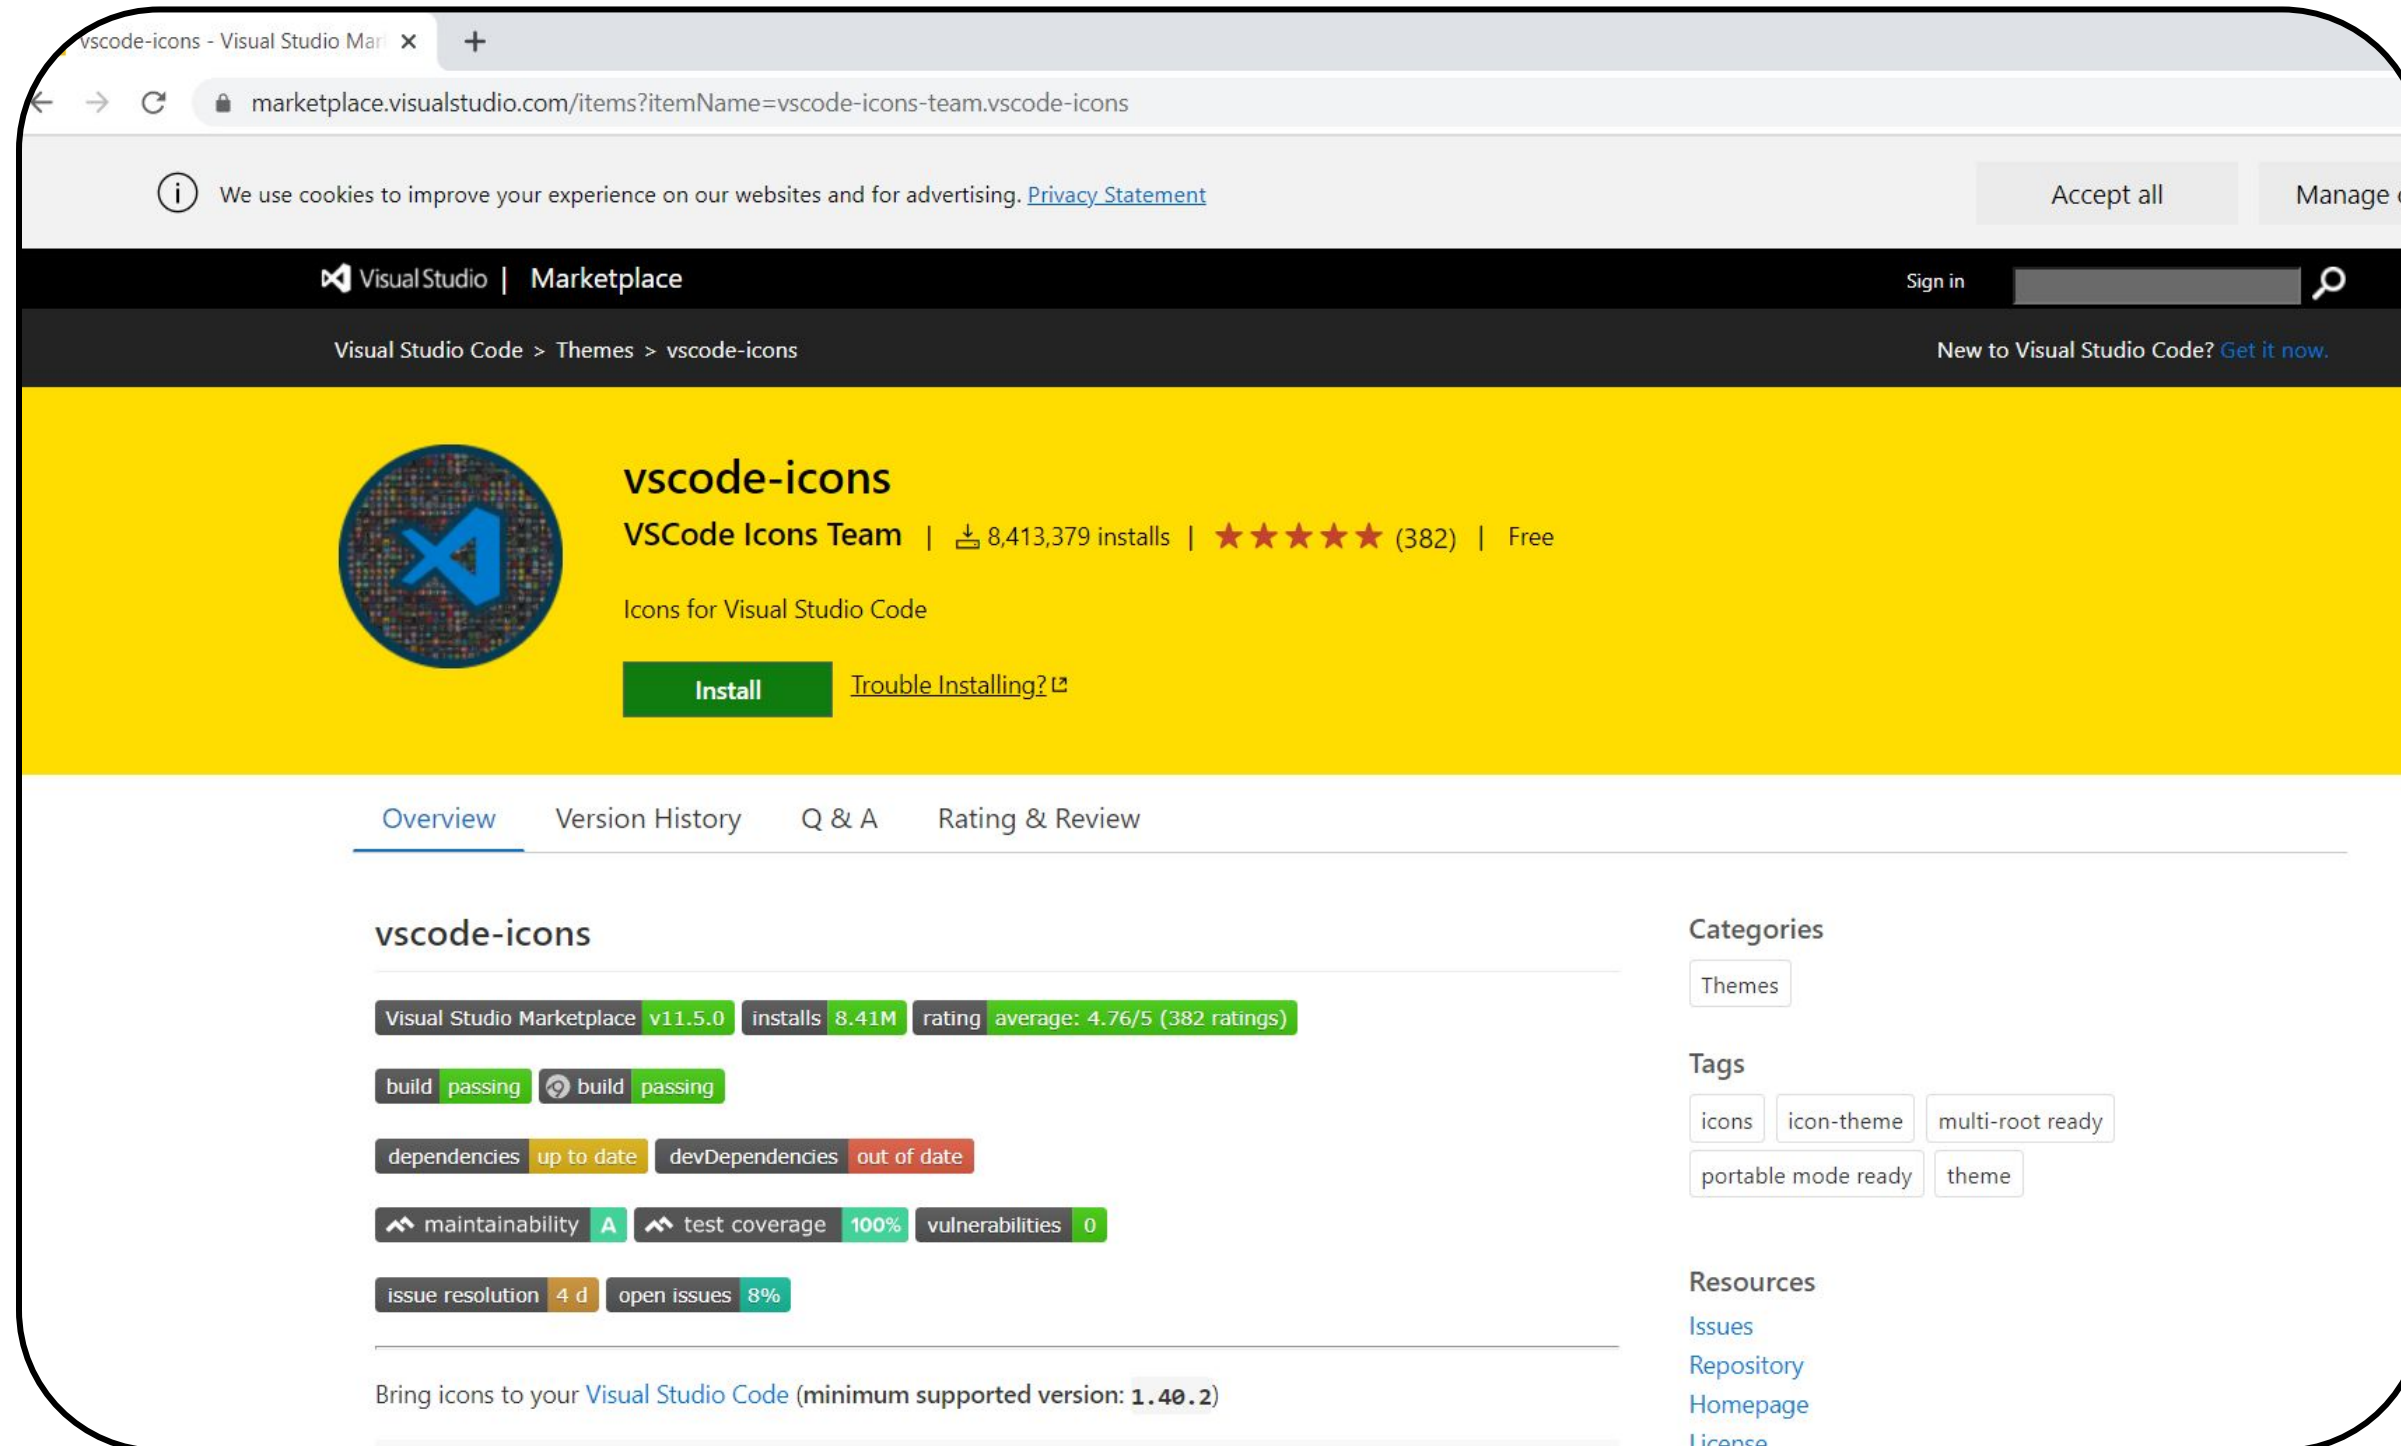 vscode-icons - Visual Studio Mar
marketplace.visualstudio.com/items?itemName=vscode-icons-team.vscode-icons
We use cookies to improve your experience on our websites and for advertising. Privacy Statement
Accept all
Manage
Visual Studio | Marketplace
Sign in
Visual Studio Code > Themes > vscode-icons
New to Visual Studio Code? Get it now.
vscode-icons
VSCode Icons Team | 8,413,379 installs | (382) | Free
Icons for Visual Studio Code
Install
Trouble Installing?
Overview Version History Q & A Rating & Review
vscode-icons
Visual Studio Marketplace v11.5.0 installs 8.41M rating average: 4.76/5 (382 ratings)
build passing build passing
dependencies up to date devDependencies out of date
maintainability A test coverage 100% vulnerabilities 0
issue resolution 4 d open issues 8%
Bring icons to your Visual Studio Code (minimum supported version: 1.40.2)
Categories
Themes
Tags
icons icon-theme multi-root ready
portable mode ready theme
Resources
Issues
Repository
Homepage
License